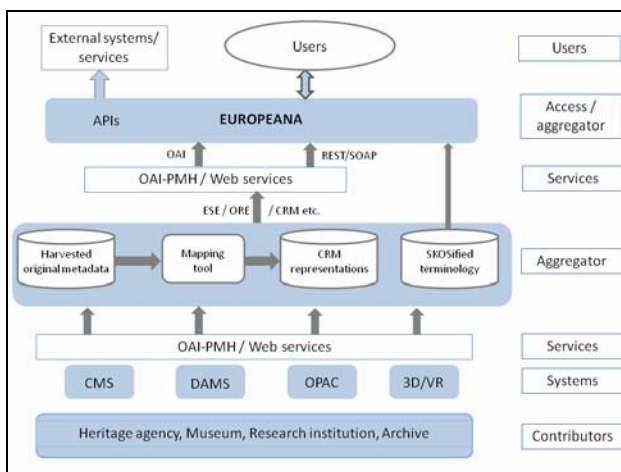 External systems/
services
Users
Users
APIs
EUROPEANA
Access /
aggregator
OAI
REST/SOAP
OAI-PMH / Web services
Services
ESE / ORE / CRM etc.
Harvested
original metadata
Mapping
tool
CRM
representations
SKOSified
terminology
Aggregator
OAI-PMH / Web services
Services
CMS
DAMS
OPAC
3D/VR
Systems
Heritage agency, Museum, Research institution, Archive
Contributors